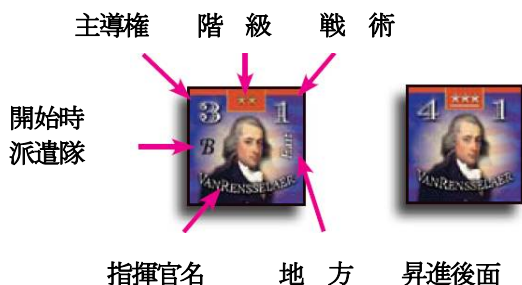 主導権 階 級 戦 術
3 ★★ 1
4 ★★★ 1
開始時
派遣隊
B
East
VANRENSSELAER
VANRENSSELAER
指揮官名 地 方 昇進後面